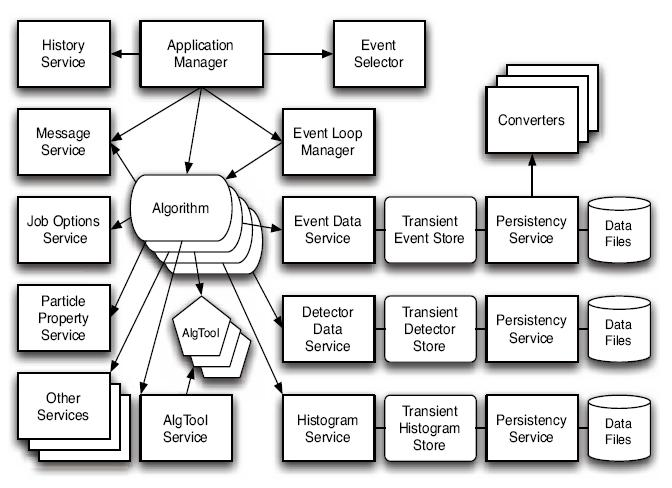 History
Service
Application
Manager
Event
Selector
Message
Service
Event Loop
Manager
Converters
Algorithm
Job Options
Service
Event Data
Service
Transient
Event Store
Persistency
Service
Data
Files
Particle
Property
Service
AlgTool
Detector
Data
Service
Transient
Detector
Store
Persistency
Service
Data
Files
Other
Services
AlgTool
Service
Histogram
Service
Transient
Histogram
Store
Persistency
Service
Data
Files